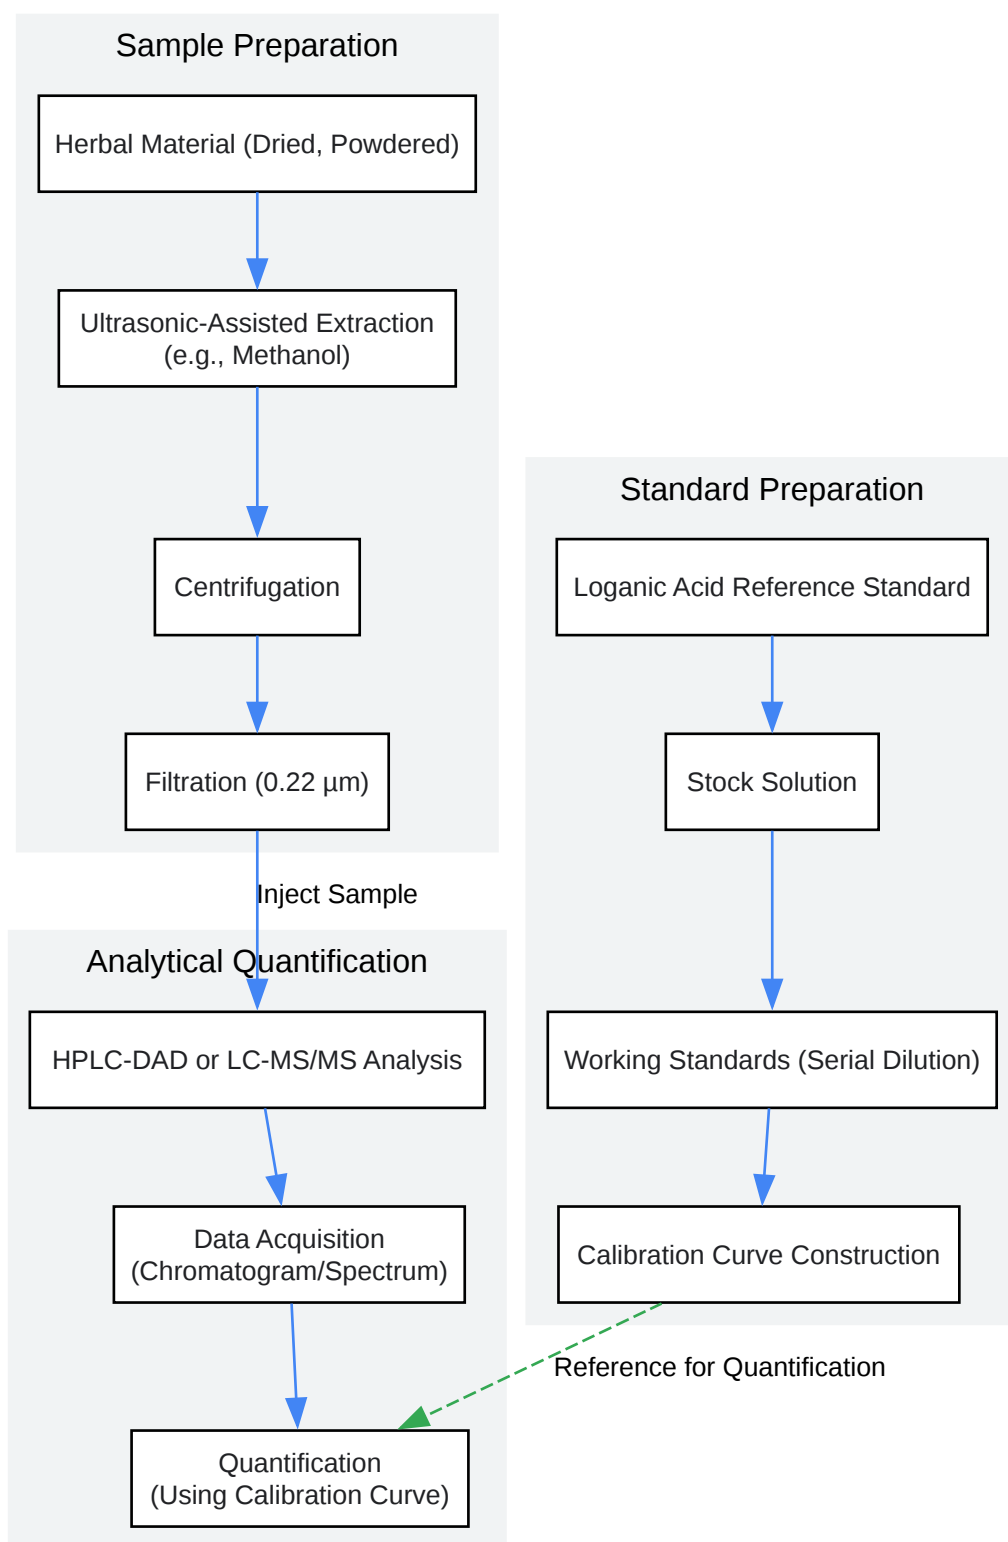 Sample Preparation
Herbal Material (Dried, Powdered)
Ultrasonic-Assisted Extraction
(e.g., Methanol)
Centrifugation
Filtration (0.22 µm)
Inject Sample
Analytical Quantification
HPLC-DAD or LC-MS/MS Analysis
Data Acquisition
(Chromatogram/Spectrum)
Quantification
(Using Calibration Curve)
Standard Preparation
Loganic Acid Reference Standard
Stock Solution
Working Standards (Serial Dilution)
Calibration Curve Construction
Reference for Quantification